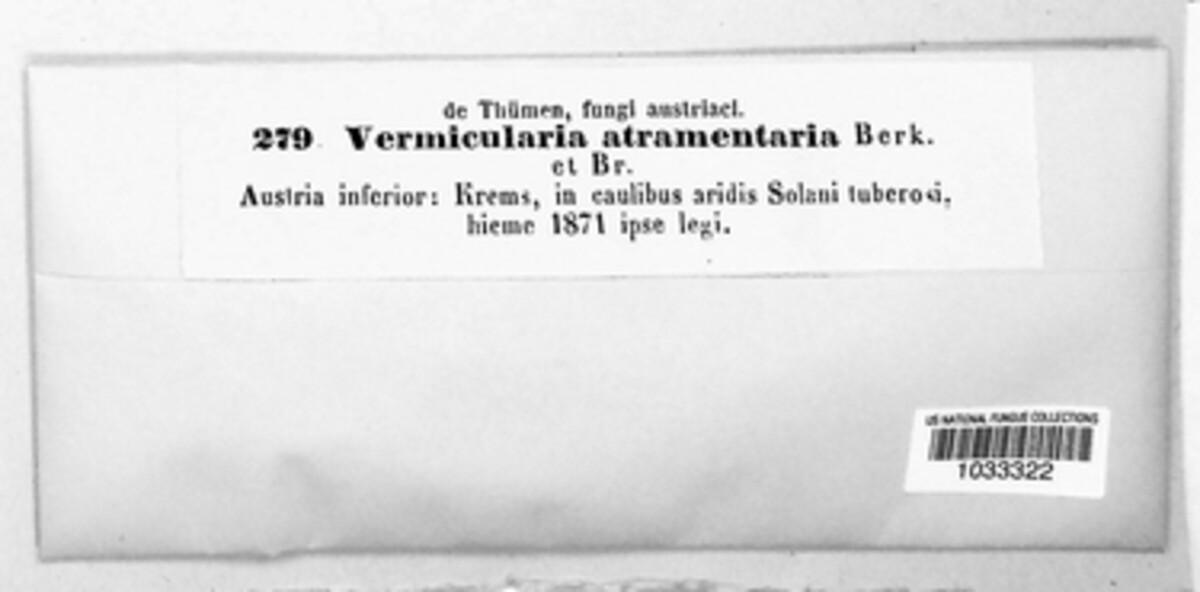 de Thümen, fungi austriaci.
279. Vermicularia atramentaria Berk.
et Br.
Austria inferior: Krems, in caulibus aridis Solani tuberosi,
hieme 1871 ipse legi.
US NATIONAL FUNGUS COLLECTIONS
1033322